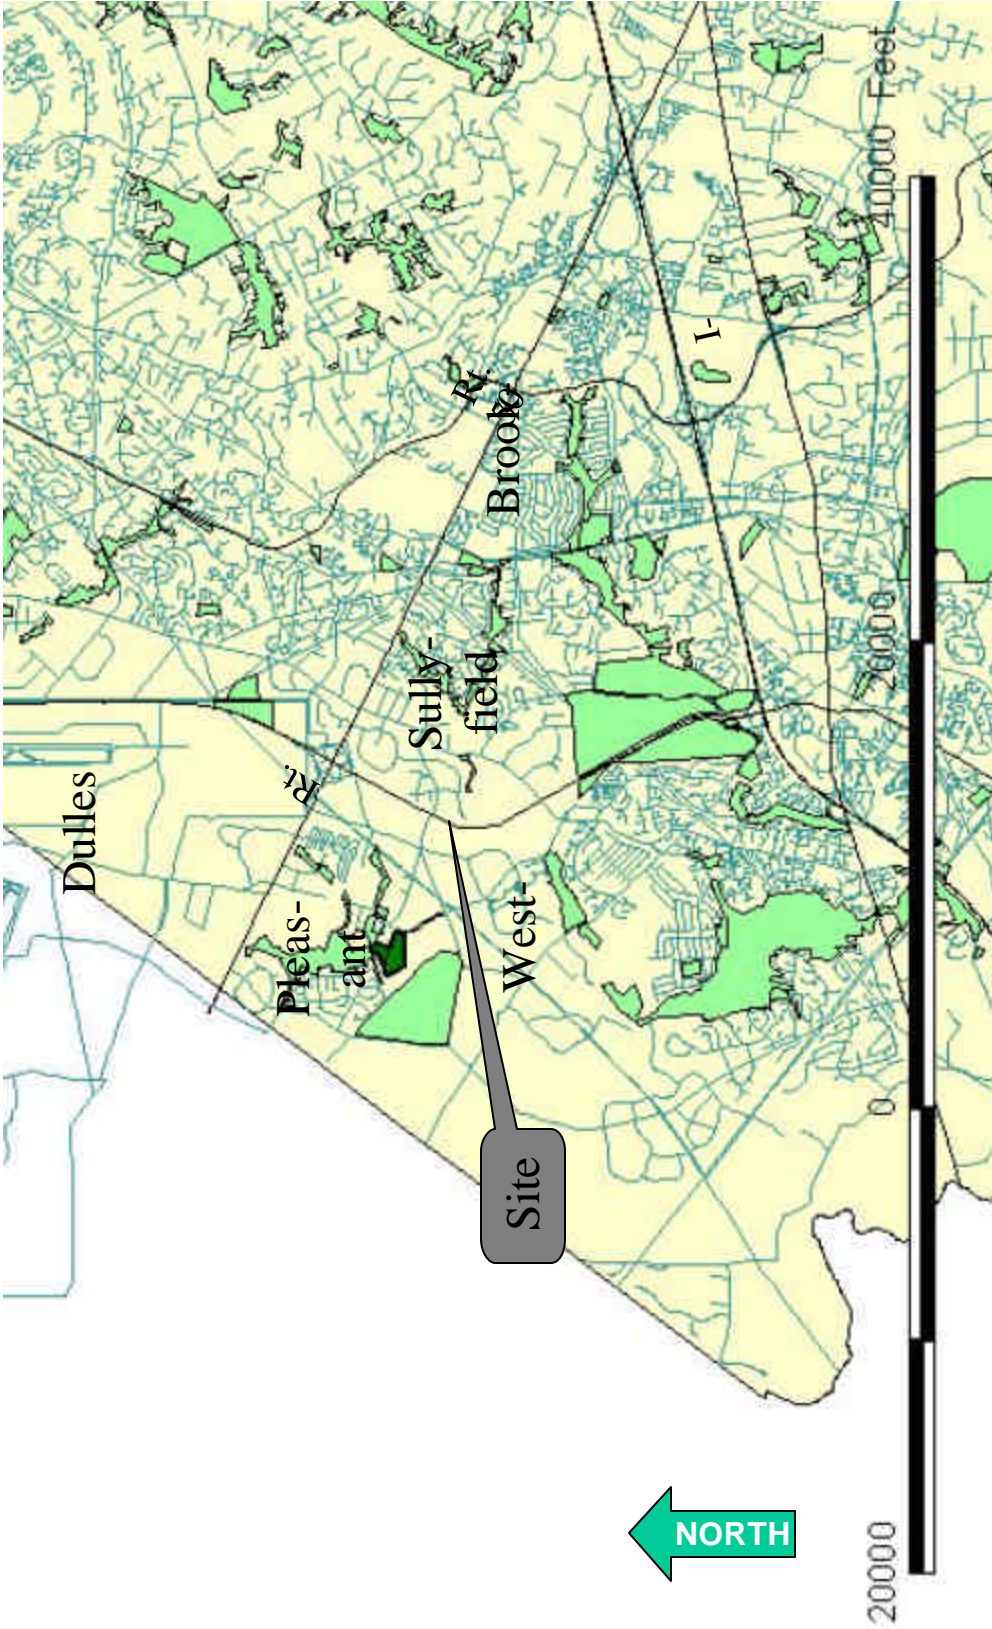 Dulles
Rt.
Pleas-
ant
Sully-
field
Rt.
Brook-
West-
I-
Site
NORTH
20000
0
20000
40000 Feet